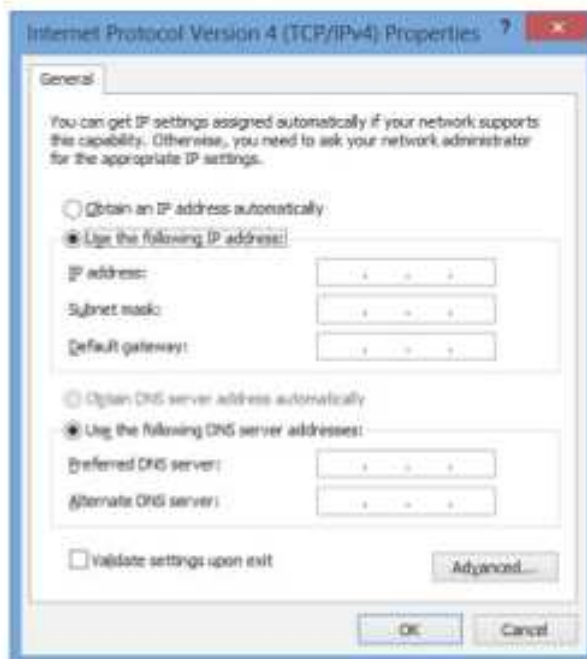 Internet Protocol Version 4 (TCP/IPv4) Properties ?
General
You can get IP settings assigned automatically if your network supports
this capability. Otherwise, you need to ask your network administrator
for the appropriate IP settings.
Obtain an IP address automatically
Use the following IP address:
IP address:
Subnet mask:
Default gateway:
Obtain DNS server address automatically
Use the following DNS server addresses:
Preferred DNS server:
Alternate DNS server:
Validate settings upon exit
Advanced...
OK Cancel